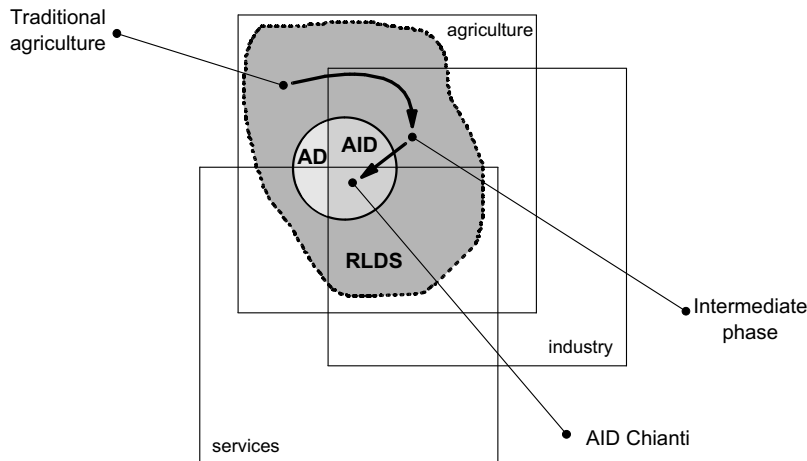 Traditional
agriculture
agriculture
AD
AID
RLDS
Intermediate
phase
industry
AID Chianti
services